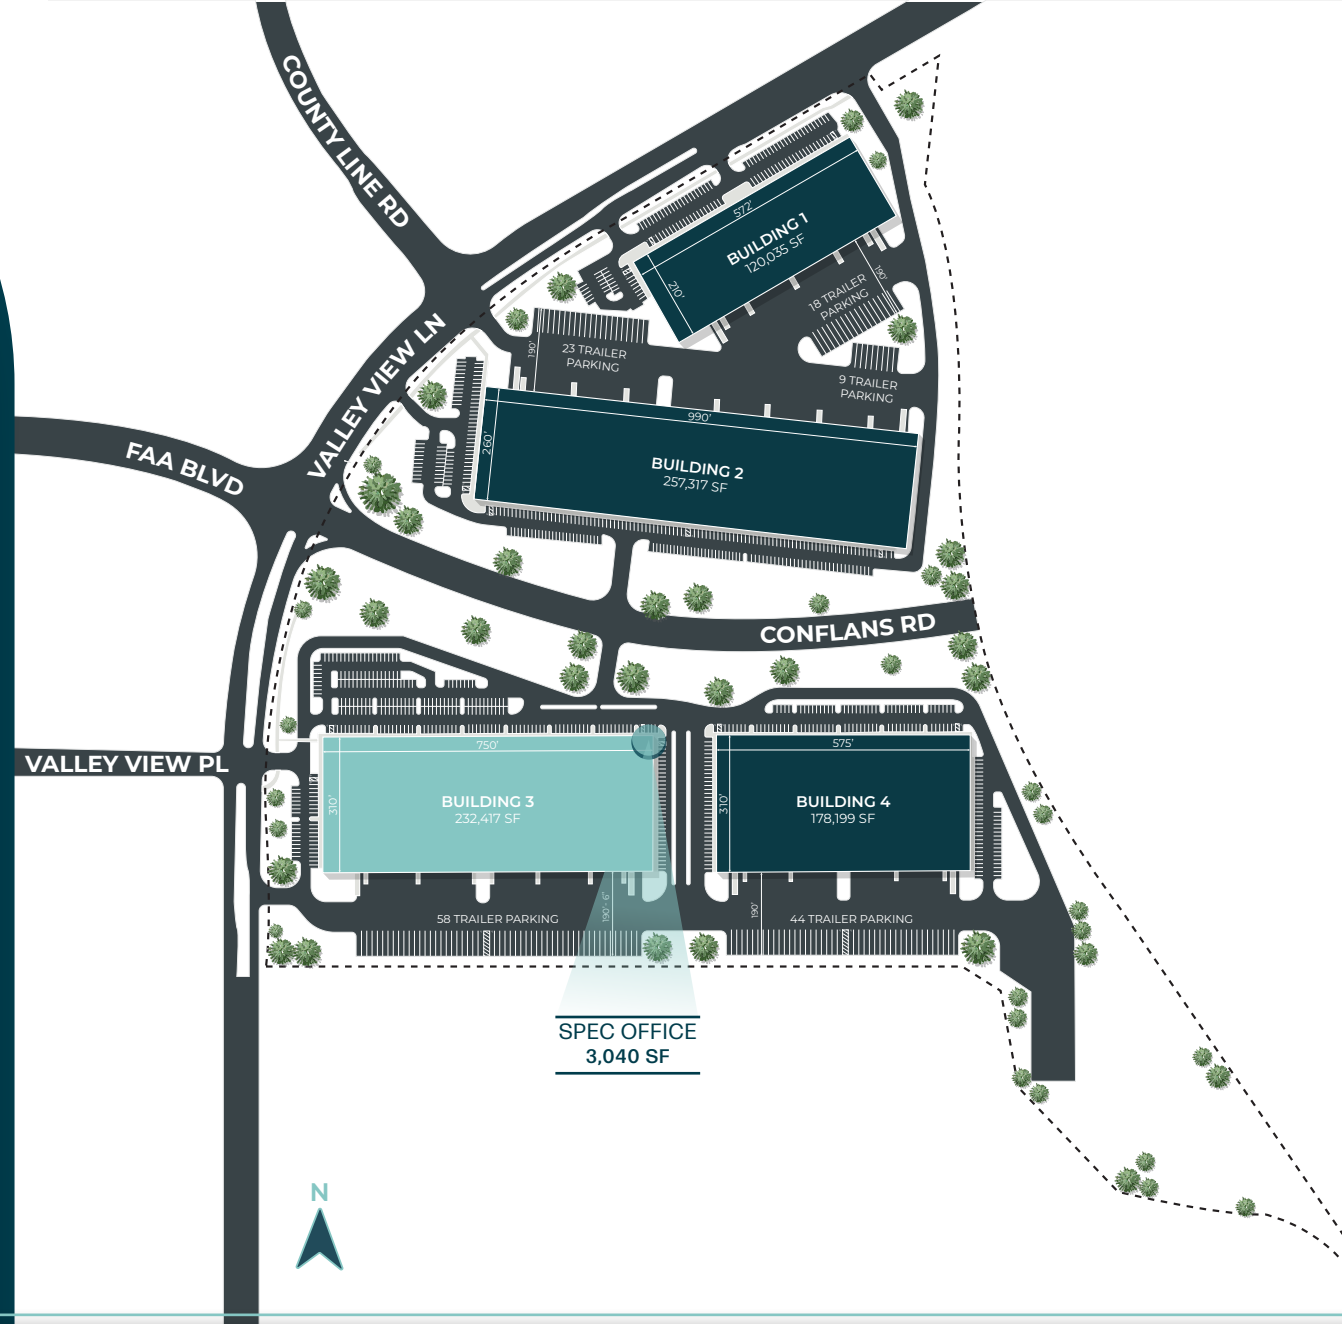 COUNTY LINE RD
572'
BUILDING 1
120,035 SF
210'
190'
18 TRAILER
PARKING
VALLEY VIEW LN
190'
23 TRAILER
PARKING
9 TRAILER
PARKING
990'
260'
BUILDING 2
257,317 SF
FAA BLVD
CONFLANS RD
VALLEY VIEW PL
750'
310'
BUILDING 3
232,417 SF
575'
310'
BUILDING 4
178,199 SF
190'- 6"
58 TRAILER PARKING
190'
44 TRAILER PARKING
SPEC OFFICE
3,040 SF
N